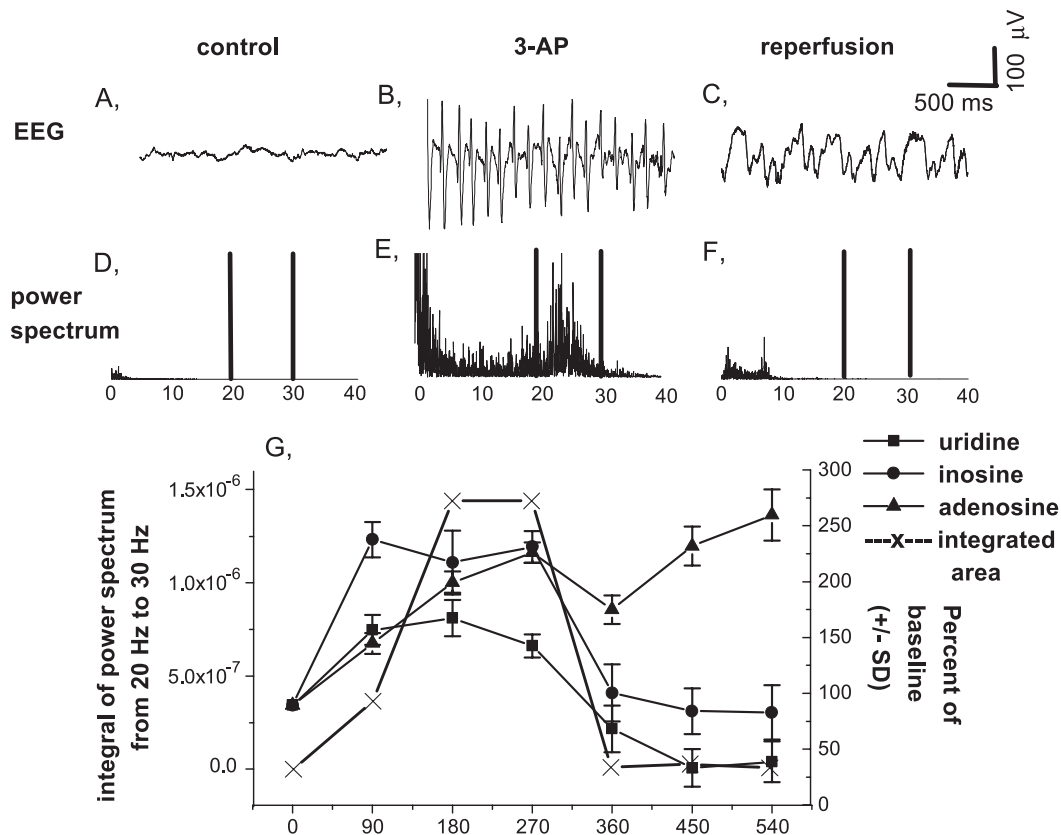 control 3-AP reperfusion
100 µV
500 ms
EEG
A, B, C,
power
spectrum
D, E, F,
0 10 20 30 40
0 10 20 30 40
0 10 20 30 40
G,
uridine
inosine
adenosine
---x--- integrated
area
integral of power spectrum
from 20 Hz to 30 Hz
1.5x10⁻⁶
1.0x10⁻⁶
5.0x10⁻⁷
0.0
300
250
200
150
100
50
0
Percent of
baseline
(+/- SD)
0 90 180 270 360 450 540